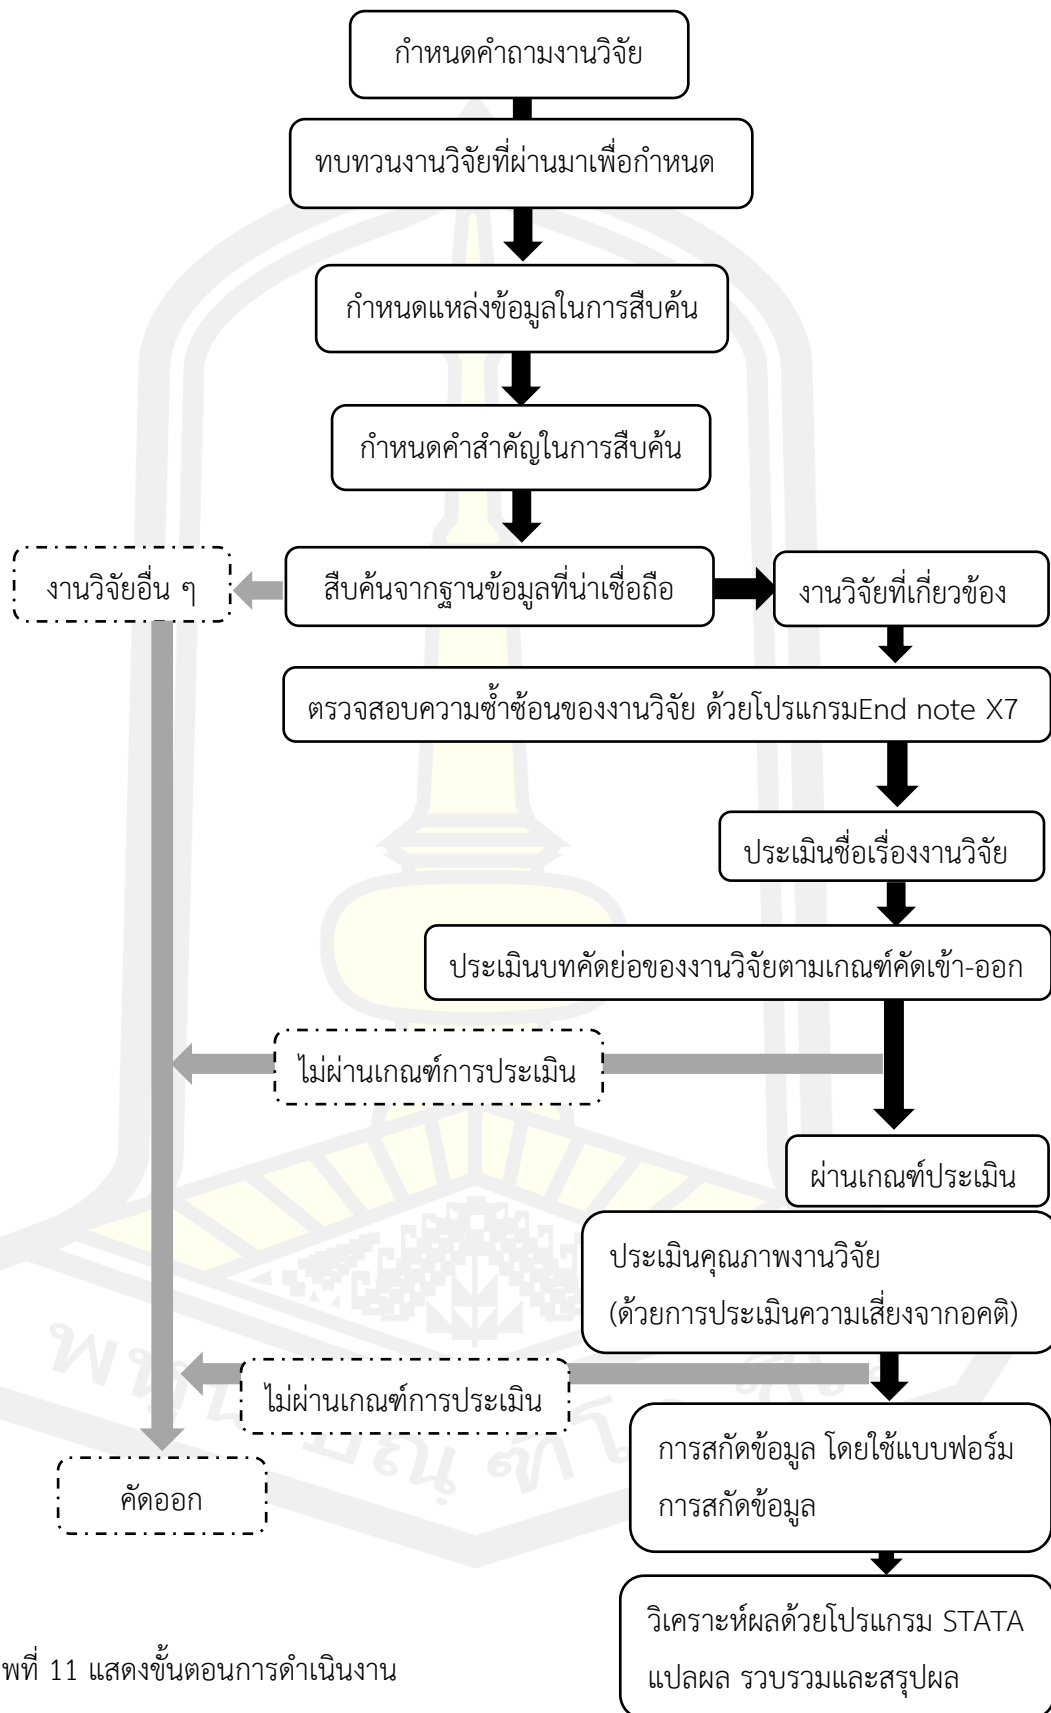 กำหนดคำถามงานวิจัย
ทบทวนงานวิจัยที่ผ่านมาเพื่อกำหนด
กำหนดแหล่งข้อมูลในการสืบค้น
กำหนดคำสำคัญในการสืบค้น
งานวิจัยอื่น ๆ
สืบค้นจากฐานข้อมูลที่น่าเชื่อถือ
งานวิจัยที่เกี่ยวข้อง
ตรวจสอบความซ้ำซ้อนของงานวิจัย ด้วยโปรแกรมEnd note X7
ประเมินชื่อเรื่องงานวิจัย
ประเมินบทคัดย่อของงานวิจัยตามเกณฑ์คัดเข้า-ออก
ไม่ผ่านเกณฑ์การประเมิน
ผ่านเกณฑ์ประเมิน
ประเมินคุณภาพงานวิจัย
(ด้วยการประเมินความเสี่ยงจากอคติ)
ไม่ผ่านเกณฑ์การประเมิน
การสกัดข้อมูล โดยใช้แบบฟอร์ม
การสกัดข้อมูล
คัดออก
วิเคราะห์ผลด้วยโปรแกรม STATA
แปลผล รวบรวมและสรุปผล
พที่ 11 แสดงขั้นตอนการดำเนินงาน